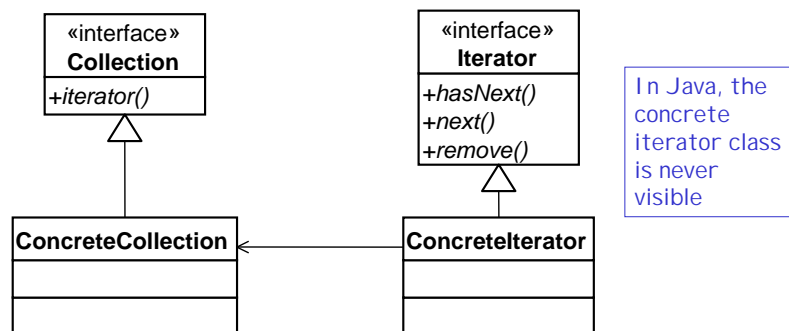 «interface»
Collection
+iterator()
«interface»
Iterator
+hasNext()
+next()
+remove()
In Java, the
concrete
iterator class
is never
visible
ConcreteCollection
ConcreteIterator